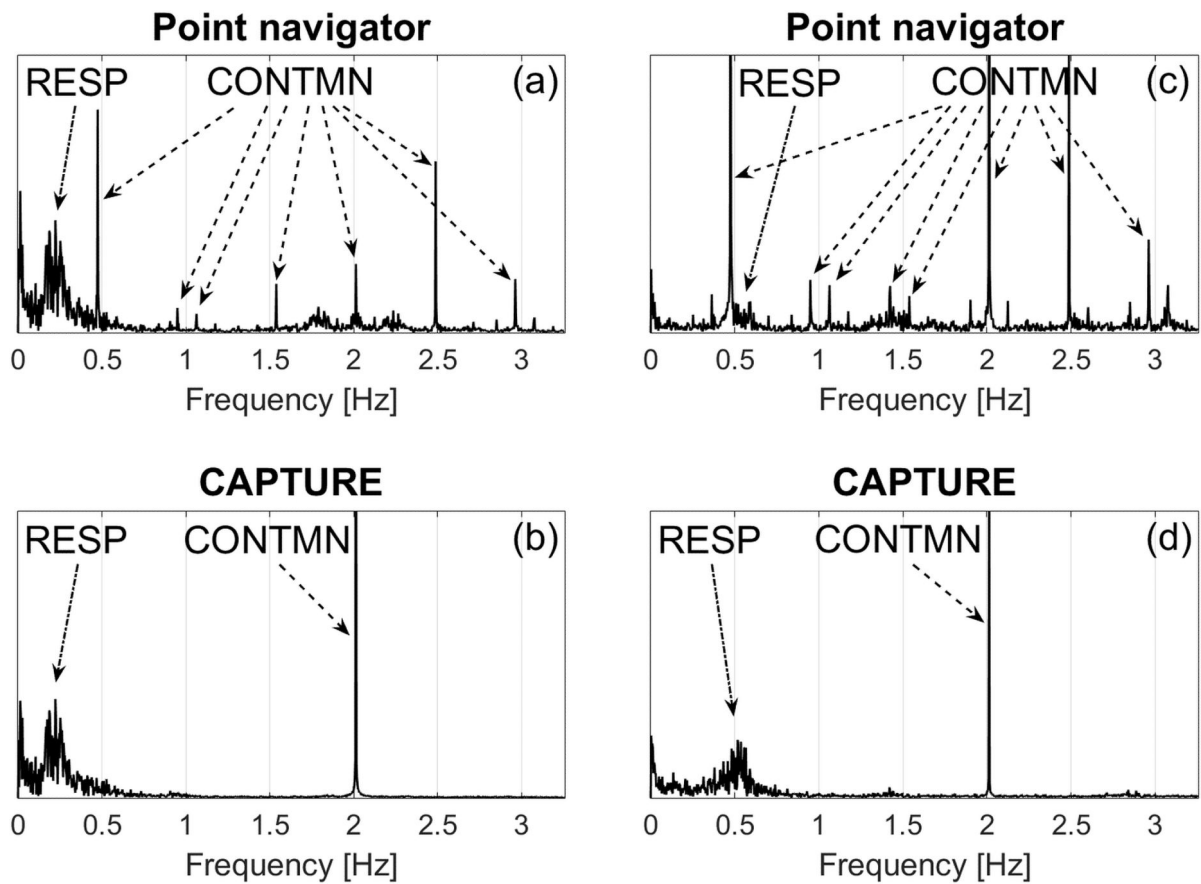 Point navigator
RESP CONTMN (a)
0 0.5 1 1.5 2 2.5 3
Frequency [Hz]
Point navigator
RESP CONTMN (c)
0 0.5 1 1.5 2 2.5 3
Frequency [Hz]
CAPTURE
RESP CONTMN (b)
0 0.5 1 1.5 2 2.5 3
Frequency [Hz]
CAPTURE
RESP CONTMN (d)
0 0.5 1 1.5 2 2.5 3
Frequency [Hz]